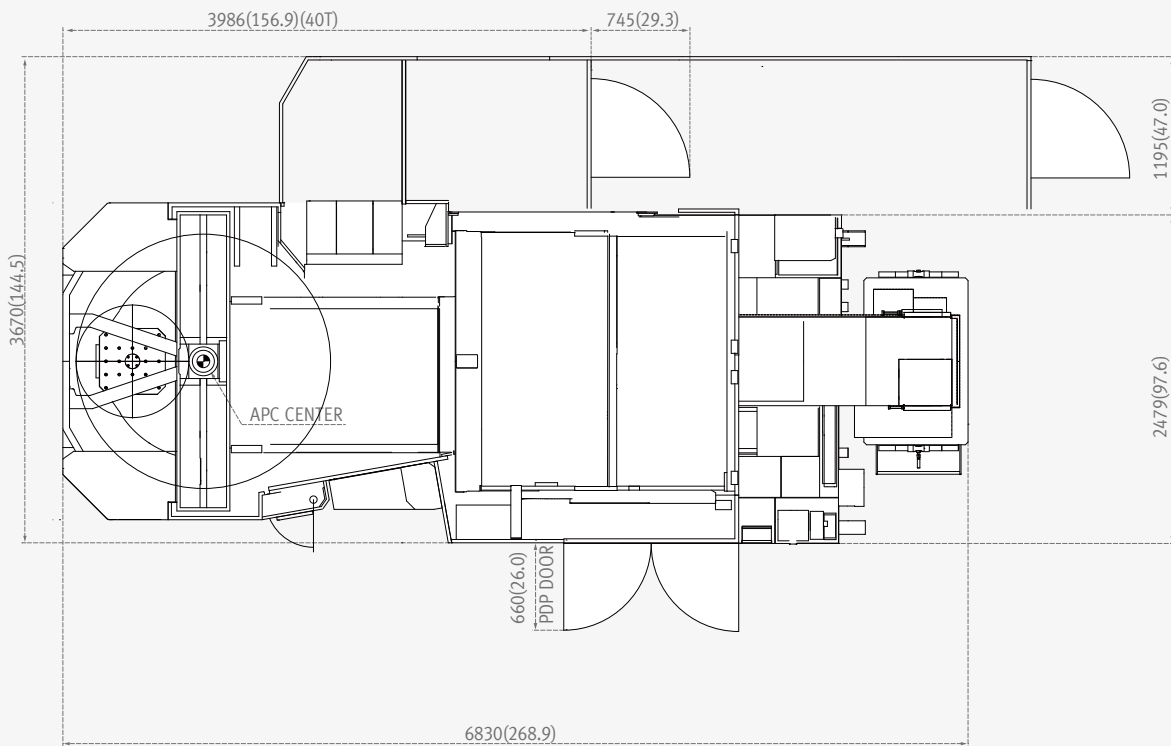 3986(156.9)(40T)
745(29.3)
1195(47.0)
3670(144.5)
APC CENTER
2479(97.6)
660(26.0)
PDP DOOR
6830(268.9)